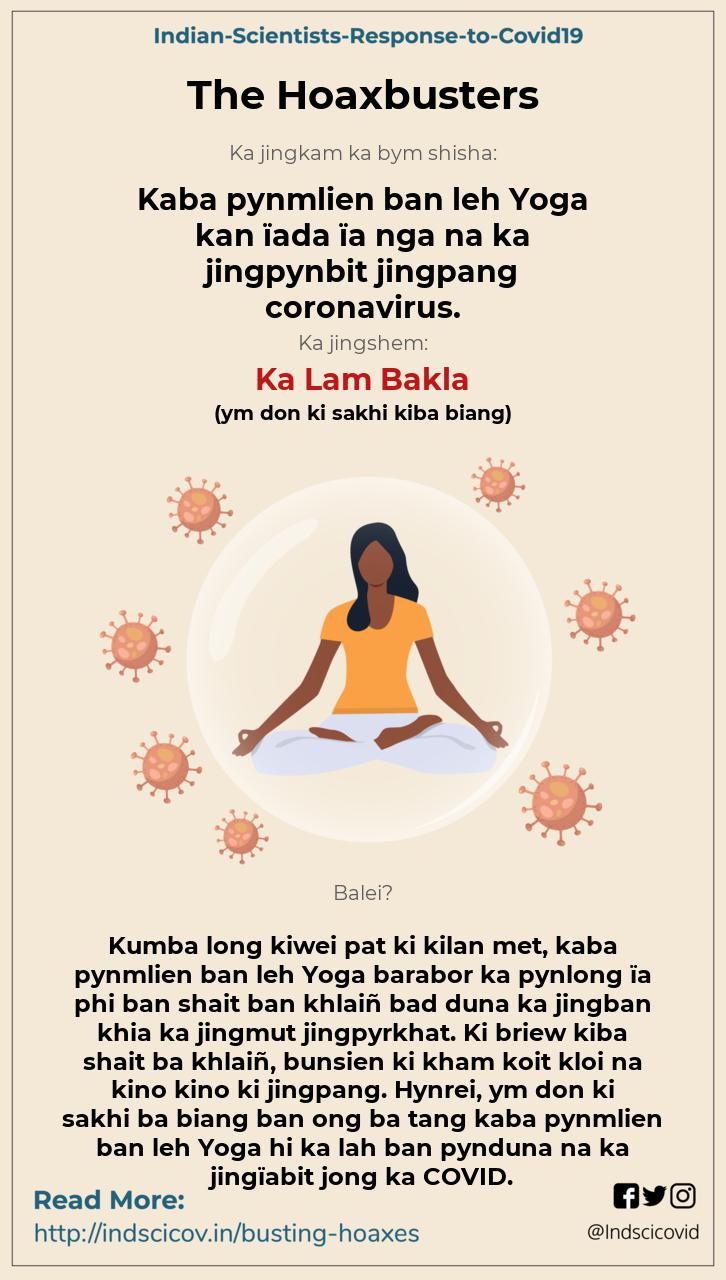 Indian-Scientists-Response-to-Covid19
The Hoaxbusters
Ka jingkam ka bym shisha:
Kaba pynmlien ban leh Yoga
kan ïada ïa nga na ka
jingpynbit jingpang
coronavirus.
Ka jingshem:
Ka Lam Bakla
(ym don ki sakhi kiba biang)
Balei?
Kumba long kiwei pat ki kilan met, kaba
pynmlien ban leh Yoga barabor ka pynlong ïa
phi ban shait ban khlaiñ bad duna ka jingban
khia ka jingmut jingpyrkhat. Ki briew kiba
shait ba khlaiñ, bunsien ki kham koit kloi na
kino kino ki jingpang. Hynrei, ym don ki
sakhi ba biang ban ong ba tang kaba pynmlien
ban leh Yoga hi ka lah ban pynduna na ka
jingïabit jong ka COVID.
Read More:
http://indscicov.in/busting-hoaxes
@Indscicovid